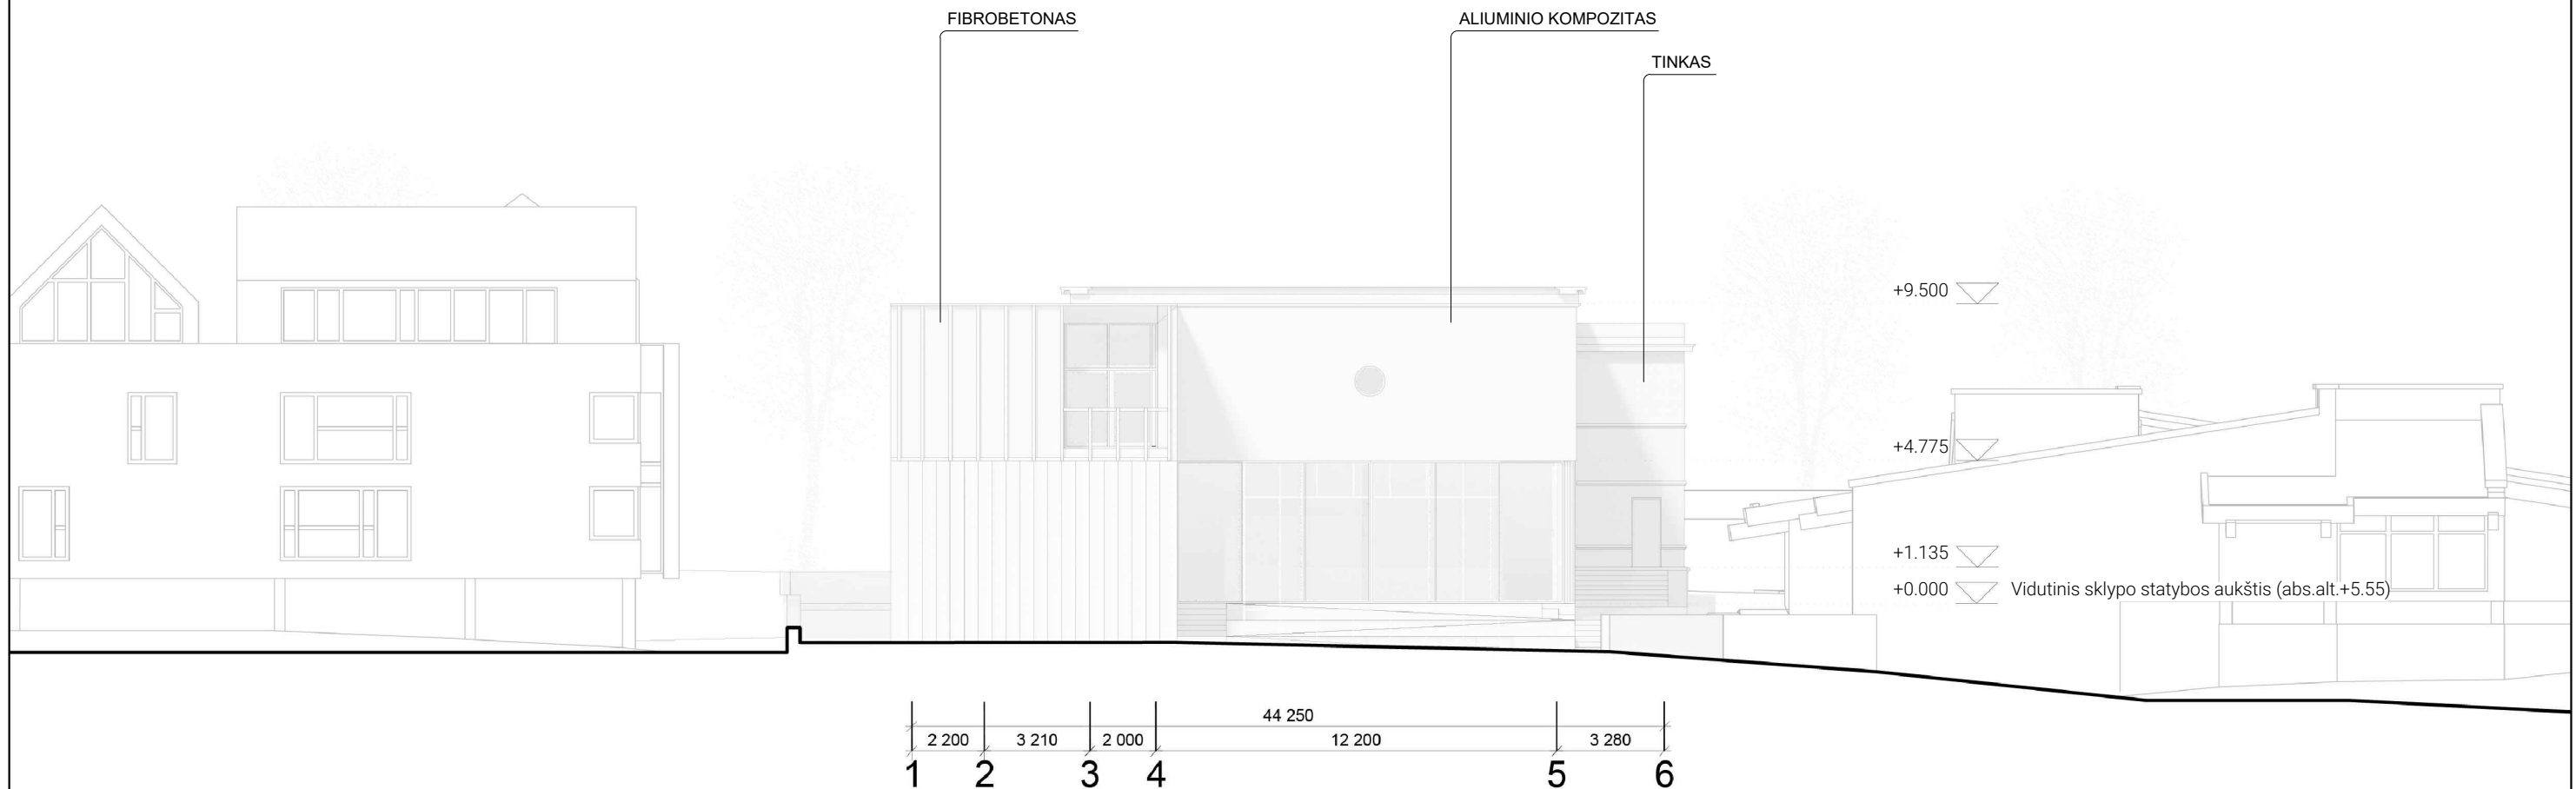 FIBROBETONAS
ALIUMINIO KOMPOZITAS
TINKAS
+9.500
+4.775
+1.135
+0.000 Vidutinis sklypo statybos aukštis (abs.alt.+5.55)
44 250
2 200 3 210 2 000 12 200 3 280
1 2 3 4 5 6